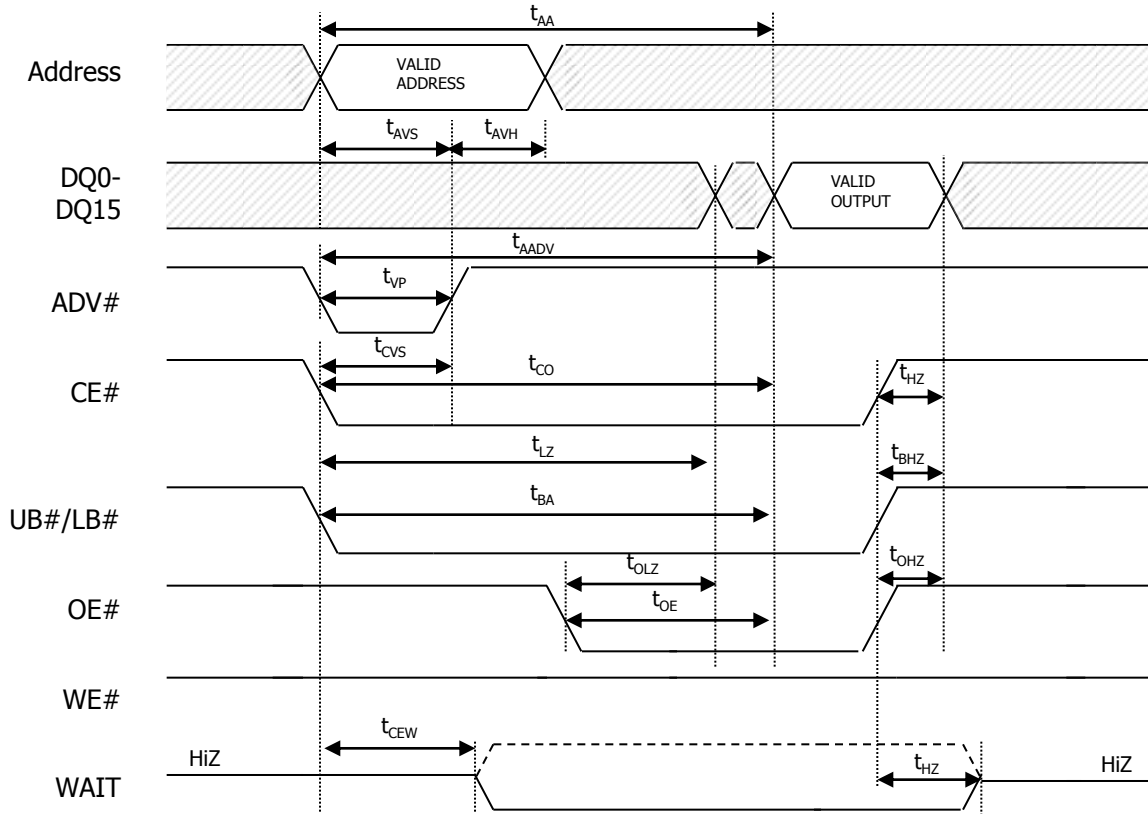 tAA
Address
VALID
ADDRESS
tAVS
tAVH
DQ0-
DQ15
VALID
OUTPUT
tAADV
ADV#
tVP
tCVS
tCO
CE#
tHZ
tLZ
tBHZ
UB#/LB#
tBA
tOLZ
tOHZ
OE#
tOE
WE#
tCEW
HiZ
tHZ
HiZ
WAIT